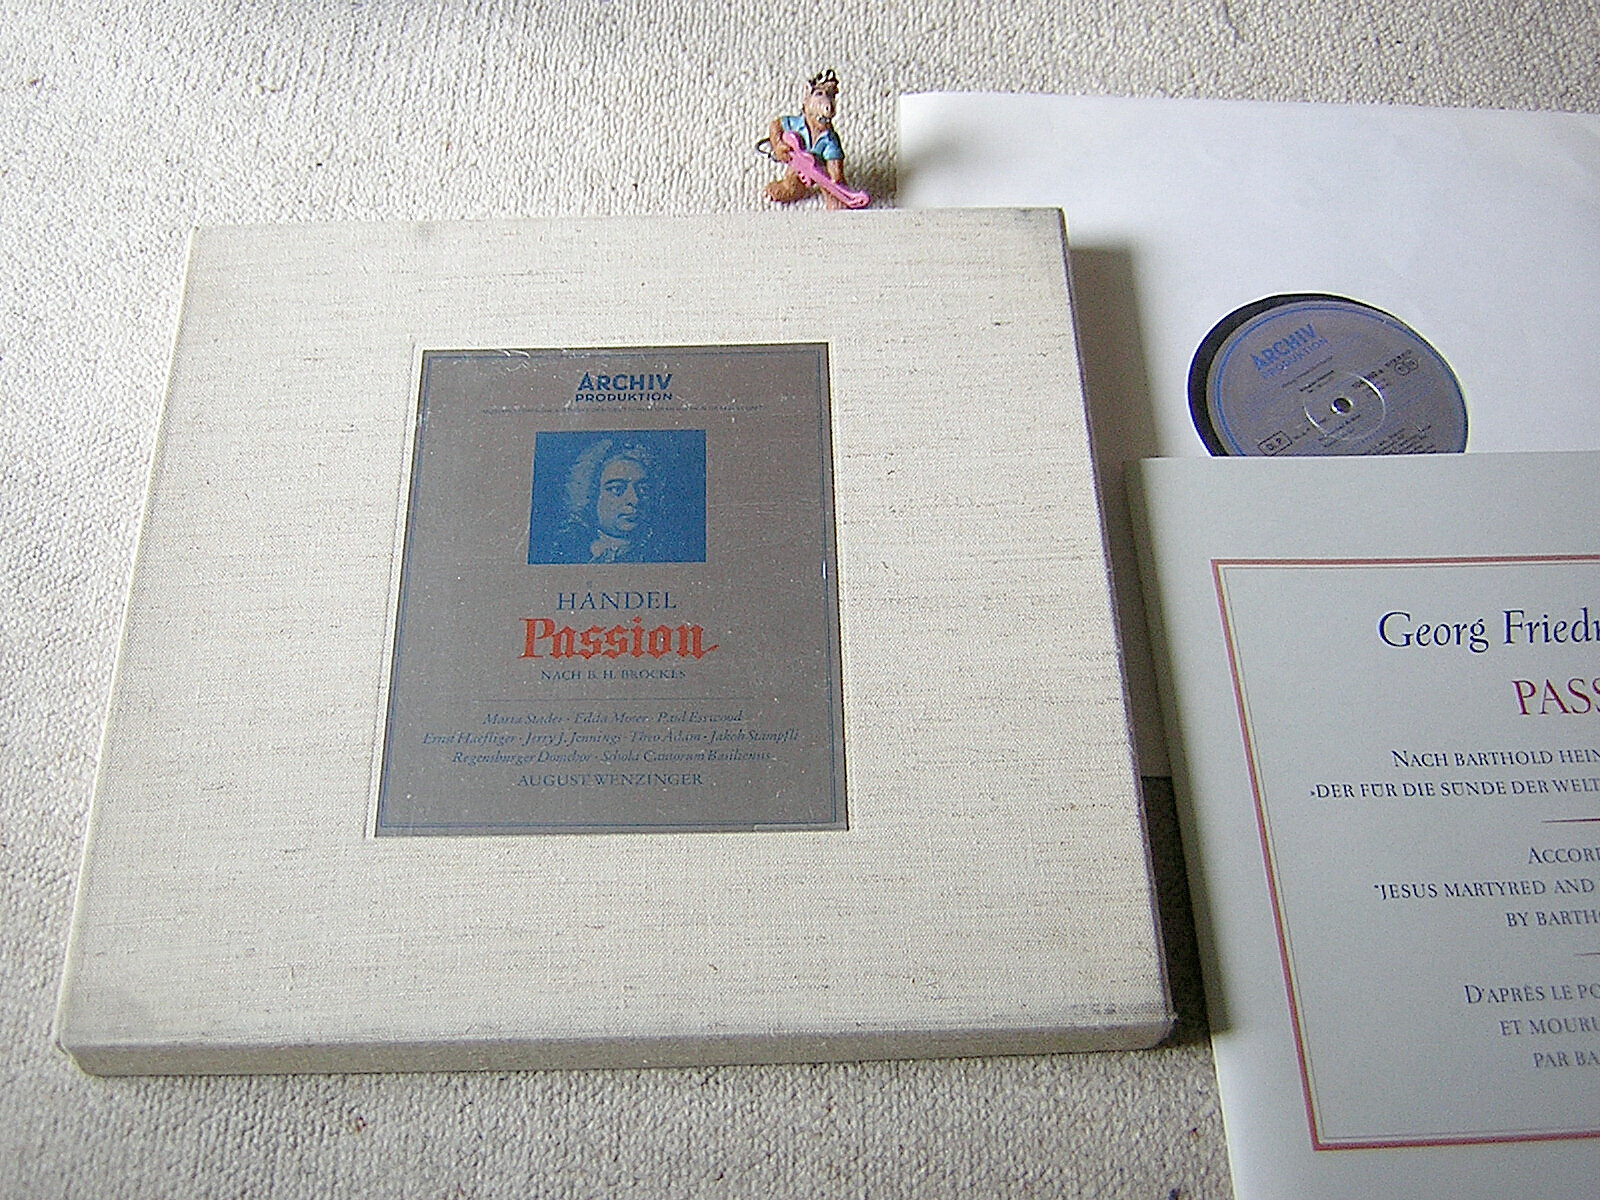 ARCHIV
PRODUKTION
HÄNDEL
Passion
NACH B. H. BROCKES
Maria Stader · Edda Moser · Paul Esswood
Ernst Haefliger · Jerry J. Jennings · Theo Adam · Jakob Stämpfli
Regensburger Domchor · Schola Cantorum Basiliensis
AUGUST WENZINGER
ARCHIV
PRODUKTION
Georg Friedr
PASS
NACH BARTHOLD HEIN
»DER FÜR DIE SÜNDE DER WELT
ACCORD
"JESUS MARTYRED AND
BY BARTHO
D'APRÈS LE PO
ET MOURU
PAR BA